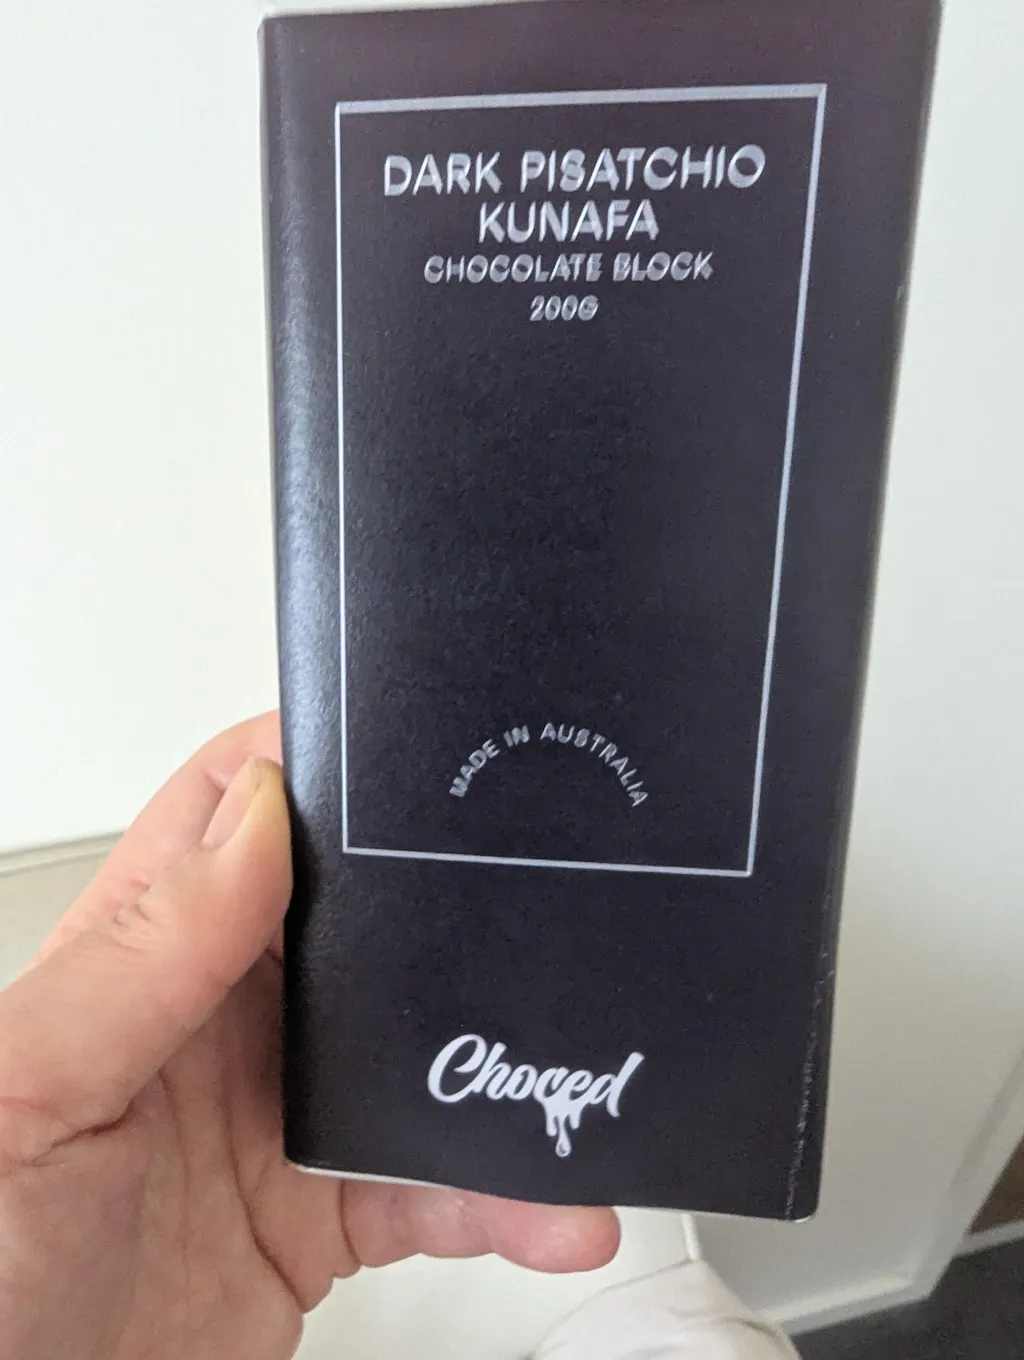 DARK PISATCHIO
KUNAFA
CHOCOLATE BLOCK
200G
MADE IN AUSTRALIA
Choced